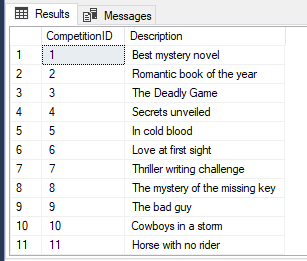 Results Messages
CompetitionID Description
1 1 Best mystery novel
2 2 Romantic book of the year
3 3 The Deadly Game
4 4 Secrets unveiled
5 5 In cold blood
6 6 Love at first sight
7 7 Thriller writing challenge
8 8 The mystery of the missing key
9 9 The bad guy
10 10 Cowboys in a storm
11 11 Horse with no rider